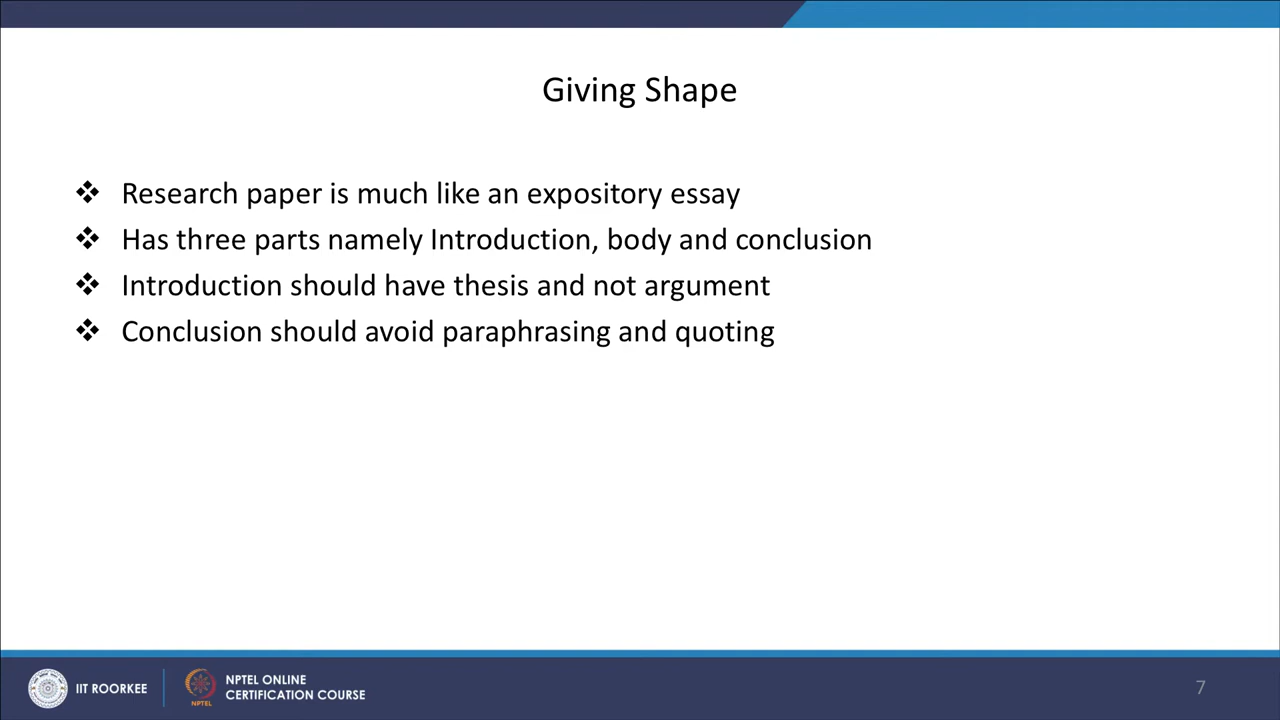 Giving Shape
❖ Research paper is much like an expository essay
❖ Has three parts namely Introduction, body and conclusion
❖ Introduction should have thesis and not argument
❖ Conclusion should avoid paraphrasing and quoting
IIT ROORKEE
NPTEL
NPTEL ONLINE
CERTIFICATION COURSE
7